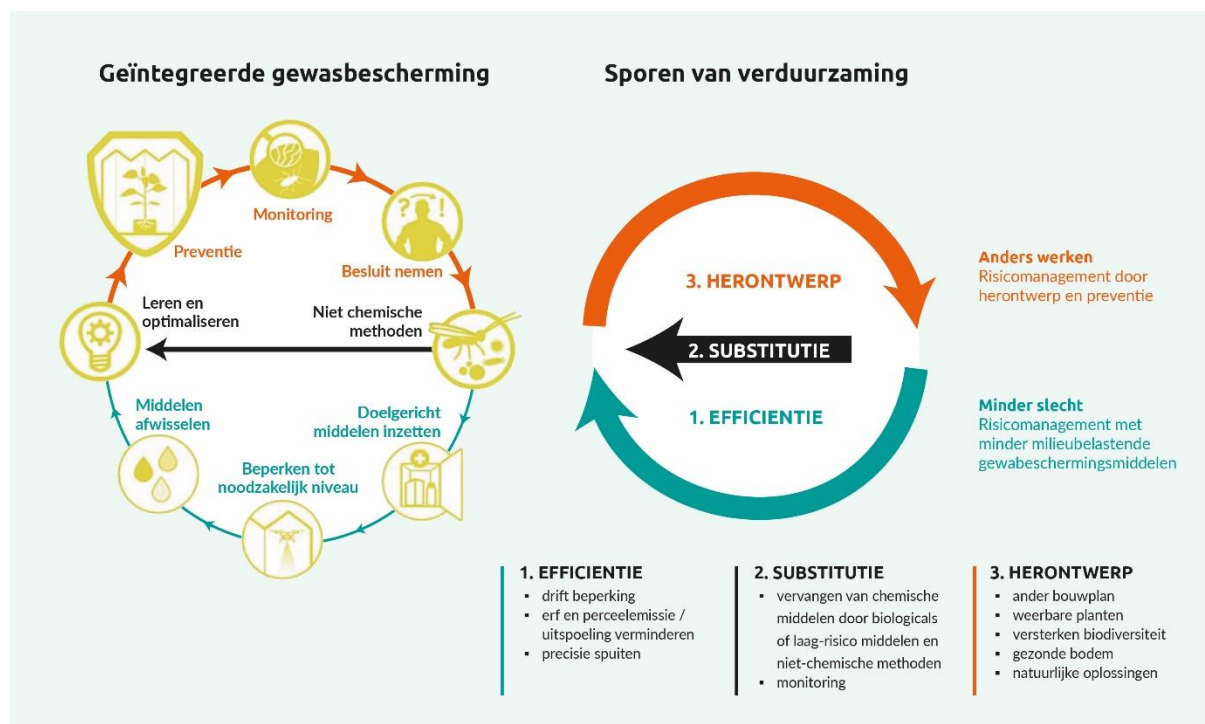 Geïntegreerde gewasbescherming
Monitoring
? !
Preventie
Besluit nemen
Leren en
optimaliseren
Niet chemische
methoden
Middelen
afwisselen
Doelgericht
middelen inzetten
Beperken tot
noodzakelijk niveau
Sporen van verduurzaming
3. HERONTWERP
2. SUBSTITUTIE
1. EFFICIENTIE
Anders werken
Risicomanagement door
herontwerp en preventie
Minder slecht
Risicomanagement met
minder milieubelastende
gewabeschermingsmiddelen
1. EFFICIENTIE
▪ drift beperking
▪ erf en perceelemissie /
uitspoeling verminderen
▪ precisie spuiten
2. SUBSTITUTIE
▪ vervangen van chemische
middelen door biologicals
of laag-risico middelen en
niet-chemische methoden
▪ monitoring
3. HERONTWERP
▪ ander bouwplan
▪ weerbare planten
▪ versterken biodiversiteit
▪ gezonde bodem
▪ natuurlijke oplossingen